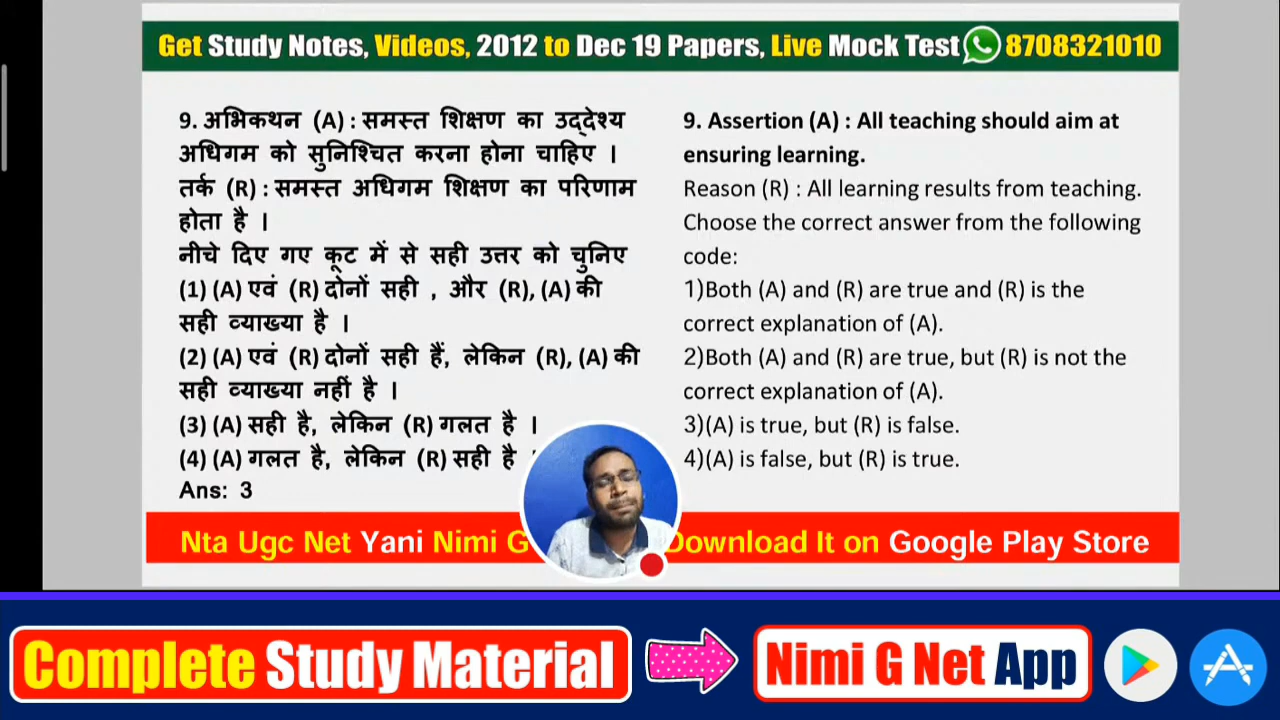 Get Study Notes, Videos, 2012 to Dec 19 Papers, Live Mock Test 8708321010
9. अभिकथन (A) : समस्त शिक्षण का उद्देश्य
अधिगम को सुनिश्चित करना होना चाहिए ।
तर्क (R) : समस्त अधिगम शिक्षण का परिणाम
होता है ।
नीचे दिए गए कूट में से सही उत्तर को चुनिए
(1) (A) एवं (R) दोनों सही , और (R), (A) की
सही व्याख्या है ।
(2) (A) एवं (R) दोनों सही हैं, लेकिन (R), (A) की
सही व्याख्या नहीं है ।
(3) (A) सही है, लेकिन (R) गलत है ।
(4) (A) गलत है, लेकिन (R) सही है
Ans: 3
9. Assertion (A) : All teaching should aim at
ensuring learning.
Reason (R) : All learning results from teaching.
Choose the correct answer from the following
code:
1)Both (A) and (R) are true and (R) is the
correct explanation of (A).
2)Both (A) and (R) are true, but (R) is not the
correct explanation of (A).
3)(A) is true, but (R) is false.
4)(A) is false, but (R) is true.
Nta Ugc Net Yani Nimi G Download It on Google Play Store
Complete Study Material
Nimi G Net App